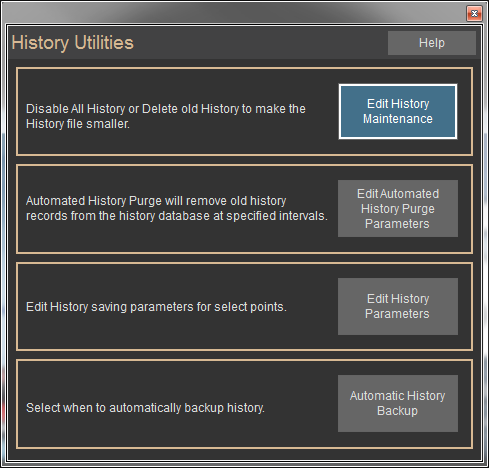 History Utilities
Help
Disable All History or Delete old History to make the
History file smaller.
Edit History
Maintenance
Automated History Purge will remove old history
records from the history database at specified intervals.
Edit Automated
History Purge
Parameters
Edit History saving parameters for select points.
Edit History
Parameters
Select when to automatically backup history.
Automatic History
Backup